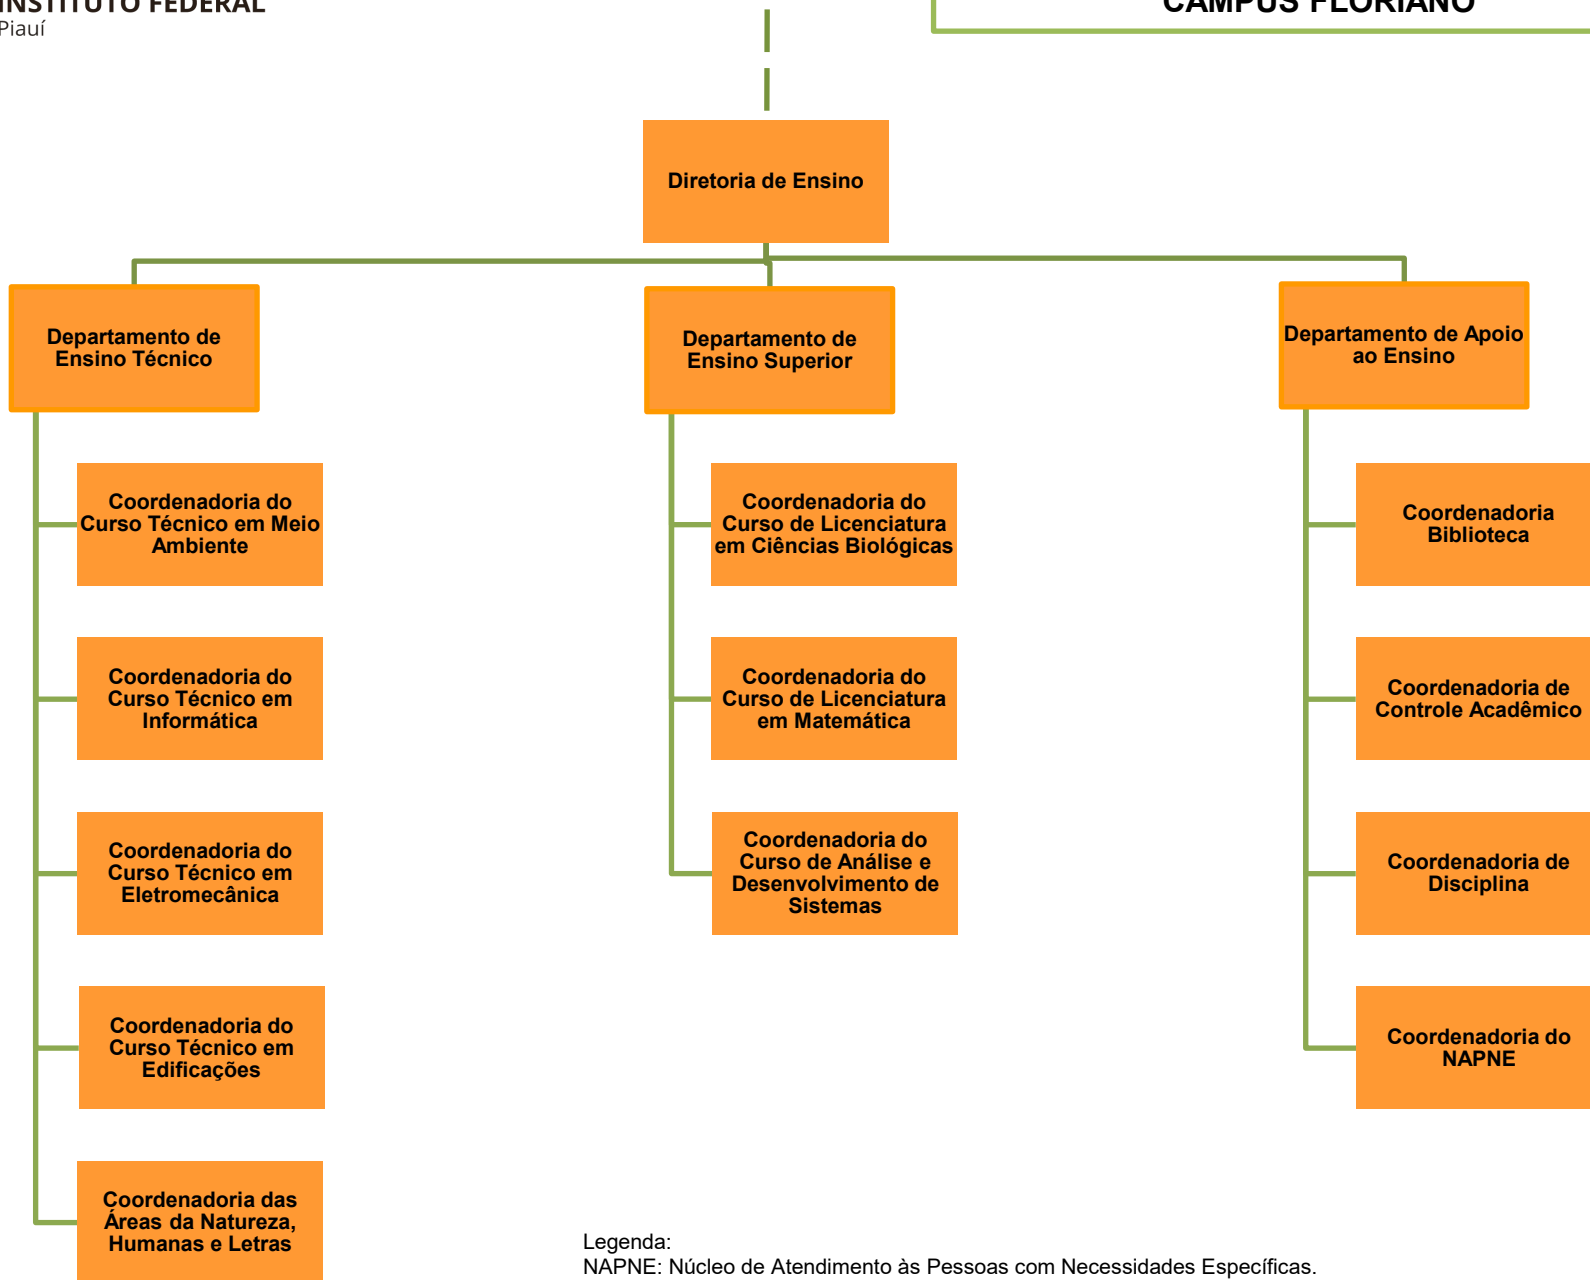 INSTITUTO FEDERAL
Piauí
CAMPUS FLORIANO
Diretoria de Ensino
Departamento de
Ensino Técnico
Departamento de
Ensino Superior
Departamento de Apoio
ao Ensino
Coordenadoria do
Curso Técnico em Meio
Ambiente
Coordenadoria do
Curso de Licenciatura
em Ciências Biológicas
Coordenadoria
Biblioteca
Coordenadoria do
Curso Técnico em
Informática
Coordenadoria do
Curso de Licenciatura
em Matemática
Coordenadoria de
Controle Acadêmico
Coordenadoria do
Curso Técnico em
Eletromecânica
Coordenadoria do
Curso de Análise e
Desenvolvimento de
Sistemas
Coordenadoria de
Disciplina
Coordenadoria do
Curso Técnico em
Edificações
Coordenadoria do
NAPNE
Coordenadoria das
Áreas da Natureza,
Humanas e Letras
Legenda:
NAPNE: Núcleo de Atendimento às Pessoas com Necessidades Específicas.